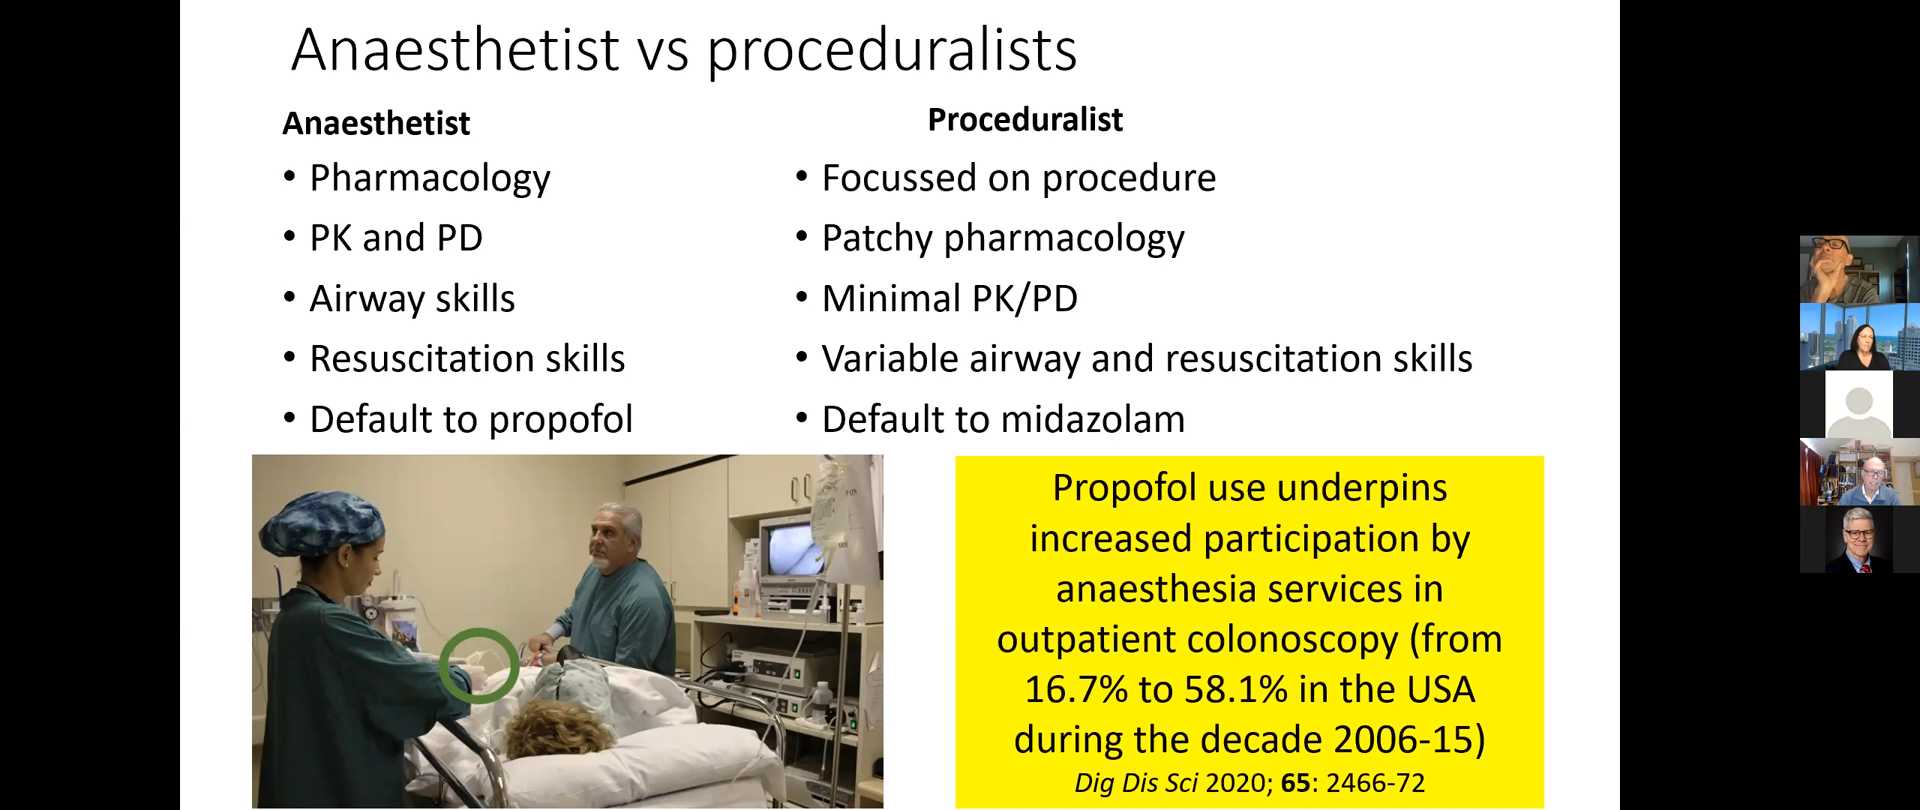 Anaesthetist vs proceduralists
Anaesthetist
• Pharmacology
• PK and PD
• Airway skills
• Resuscitation skills
• Default to propofol
Proceduralist
• Focussed on procedure
• Patchy pharmacology
• Minimal PK/PD
• Variable airway and resuscitation skills
• Default to midazolam
Propofol use underpins
increased participation by
anaesthesia services in
outpatient colonoscopy (from
16.7% to 58.1% in the USA
during the decade 2006-15)
Dig Dis Sci 2020; 65: 2466-72